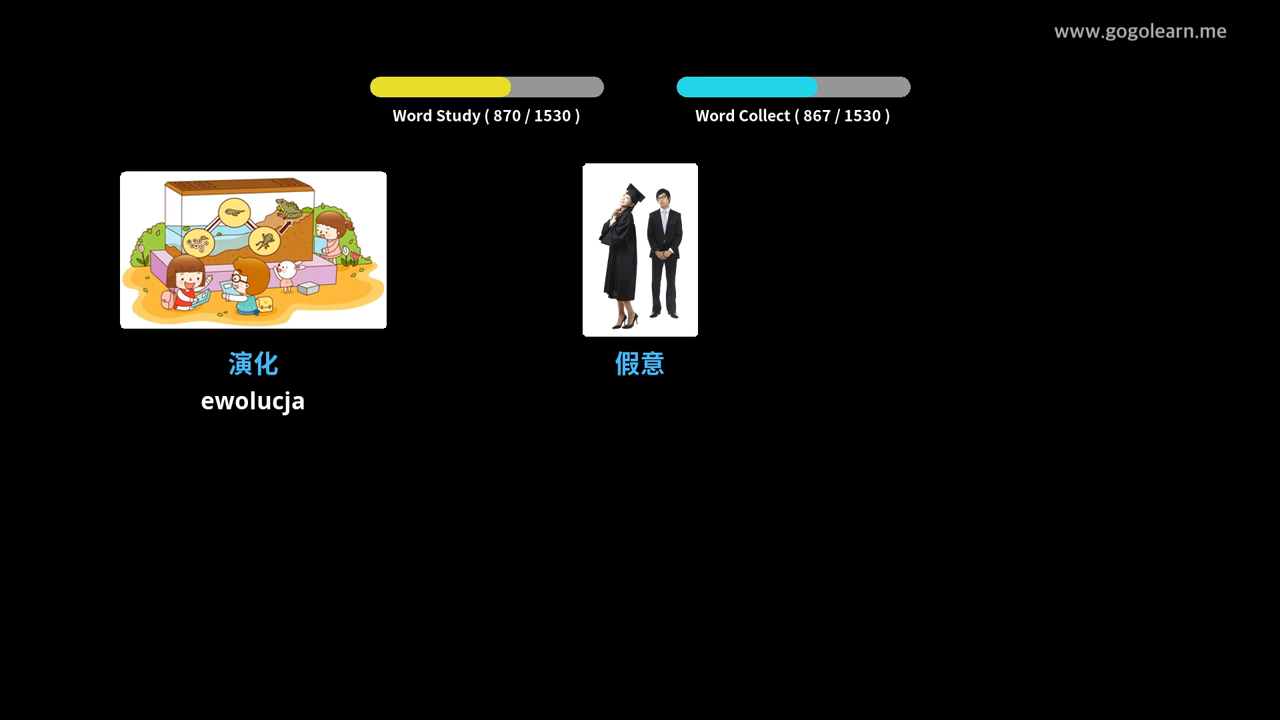 www.gogolearn.me
Word Study ( 870 / 1530 )
Word Collect ( 867 / 1530 )
演化
ewolucja
假意